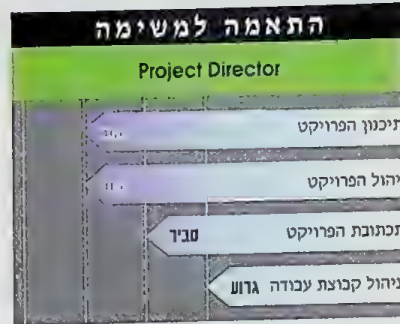 התאמה למשימה
Project Director
תיכנון הפרויקט
ניהול הפרויקט
תכתובת הפרויקט סביר
ניהול קבוצת עבודה גרוע